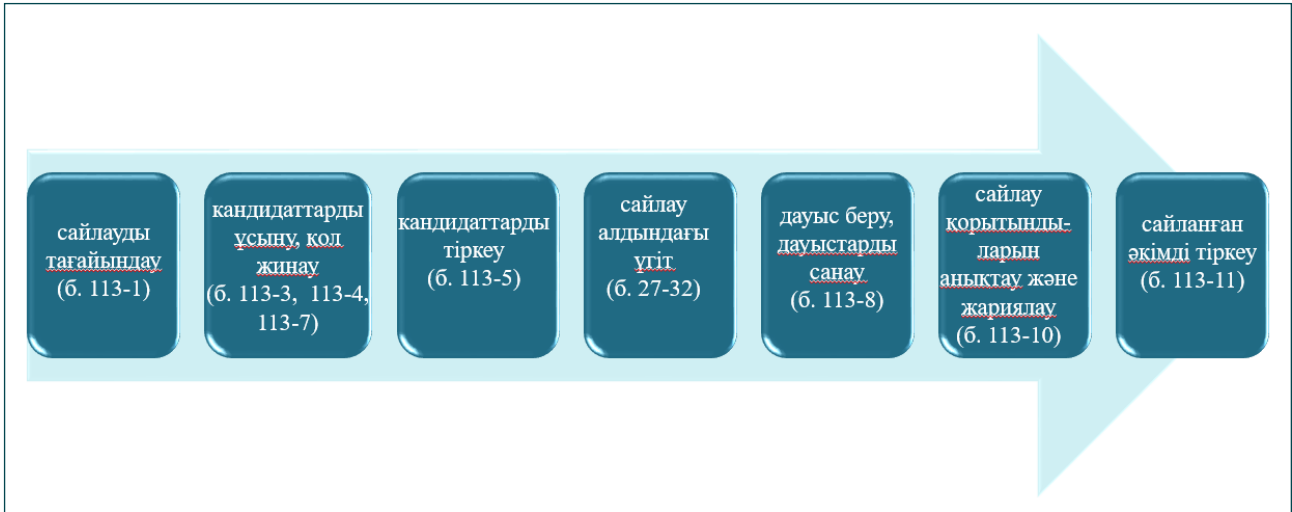 сайлауды
тағайындау
(б. 113-1)
кандидаттарды
ұсыну, қол
жинау
(б. 113-3, 113-4,
113-7)
кандидаттарды
тіркеу
(б. 113-5)
сайлау
алдындағы
үгіт
(б. 27-32)
дауыс беру,
дауыстарды
санау
(б. 113-8)
сайлау
қорытынды-
ларын
анықтау және
жариялау
(б. 113-10)
сайланған
әкімді тіркеу
(б. 113-11)